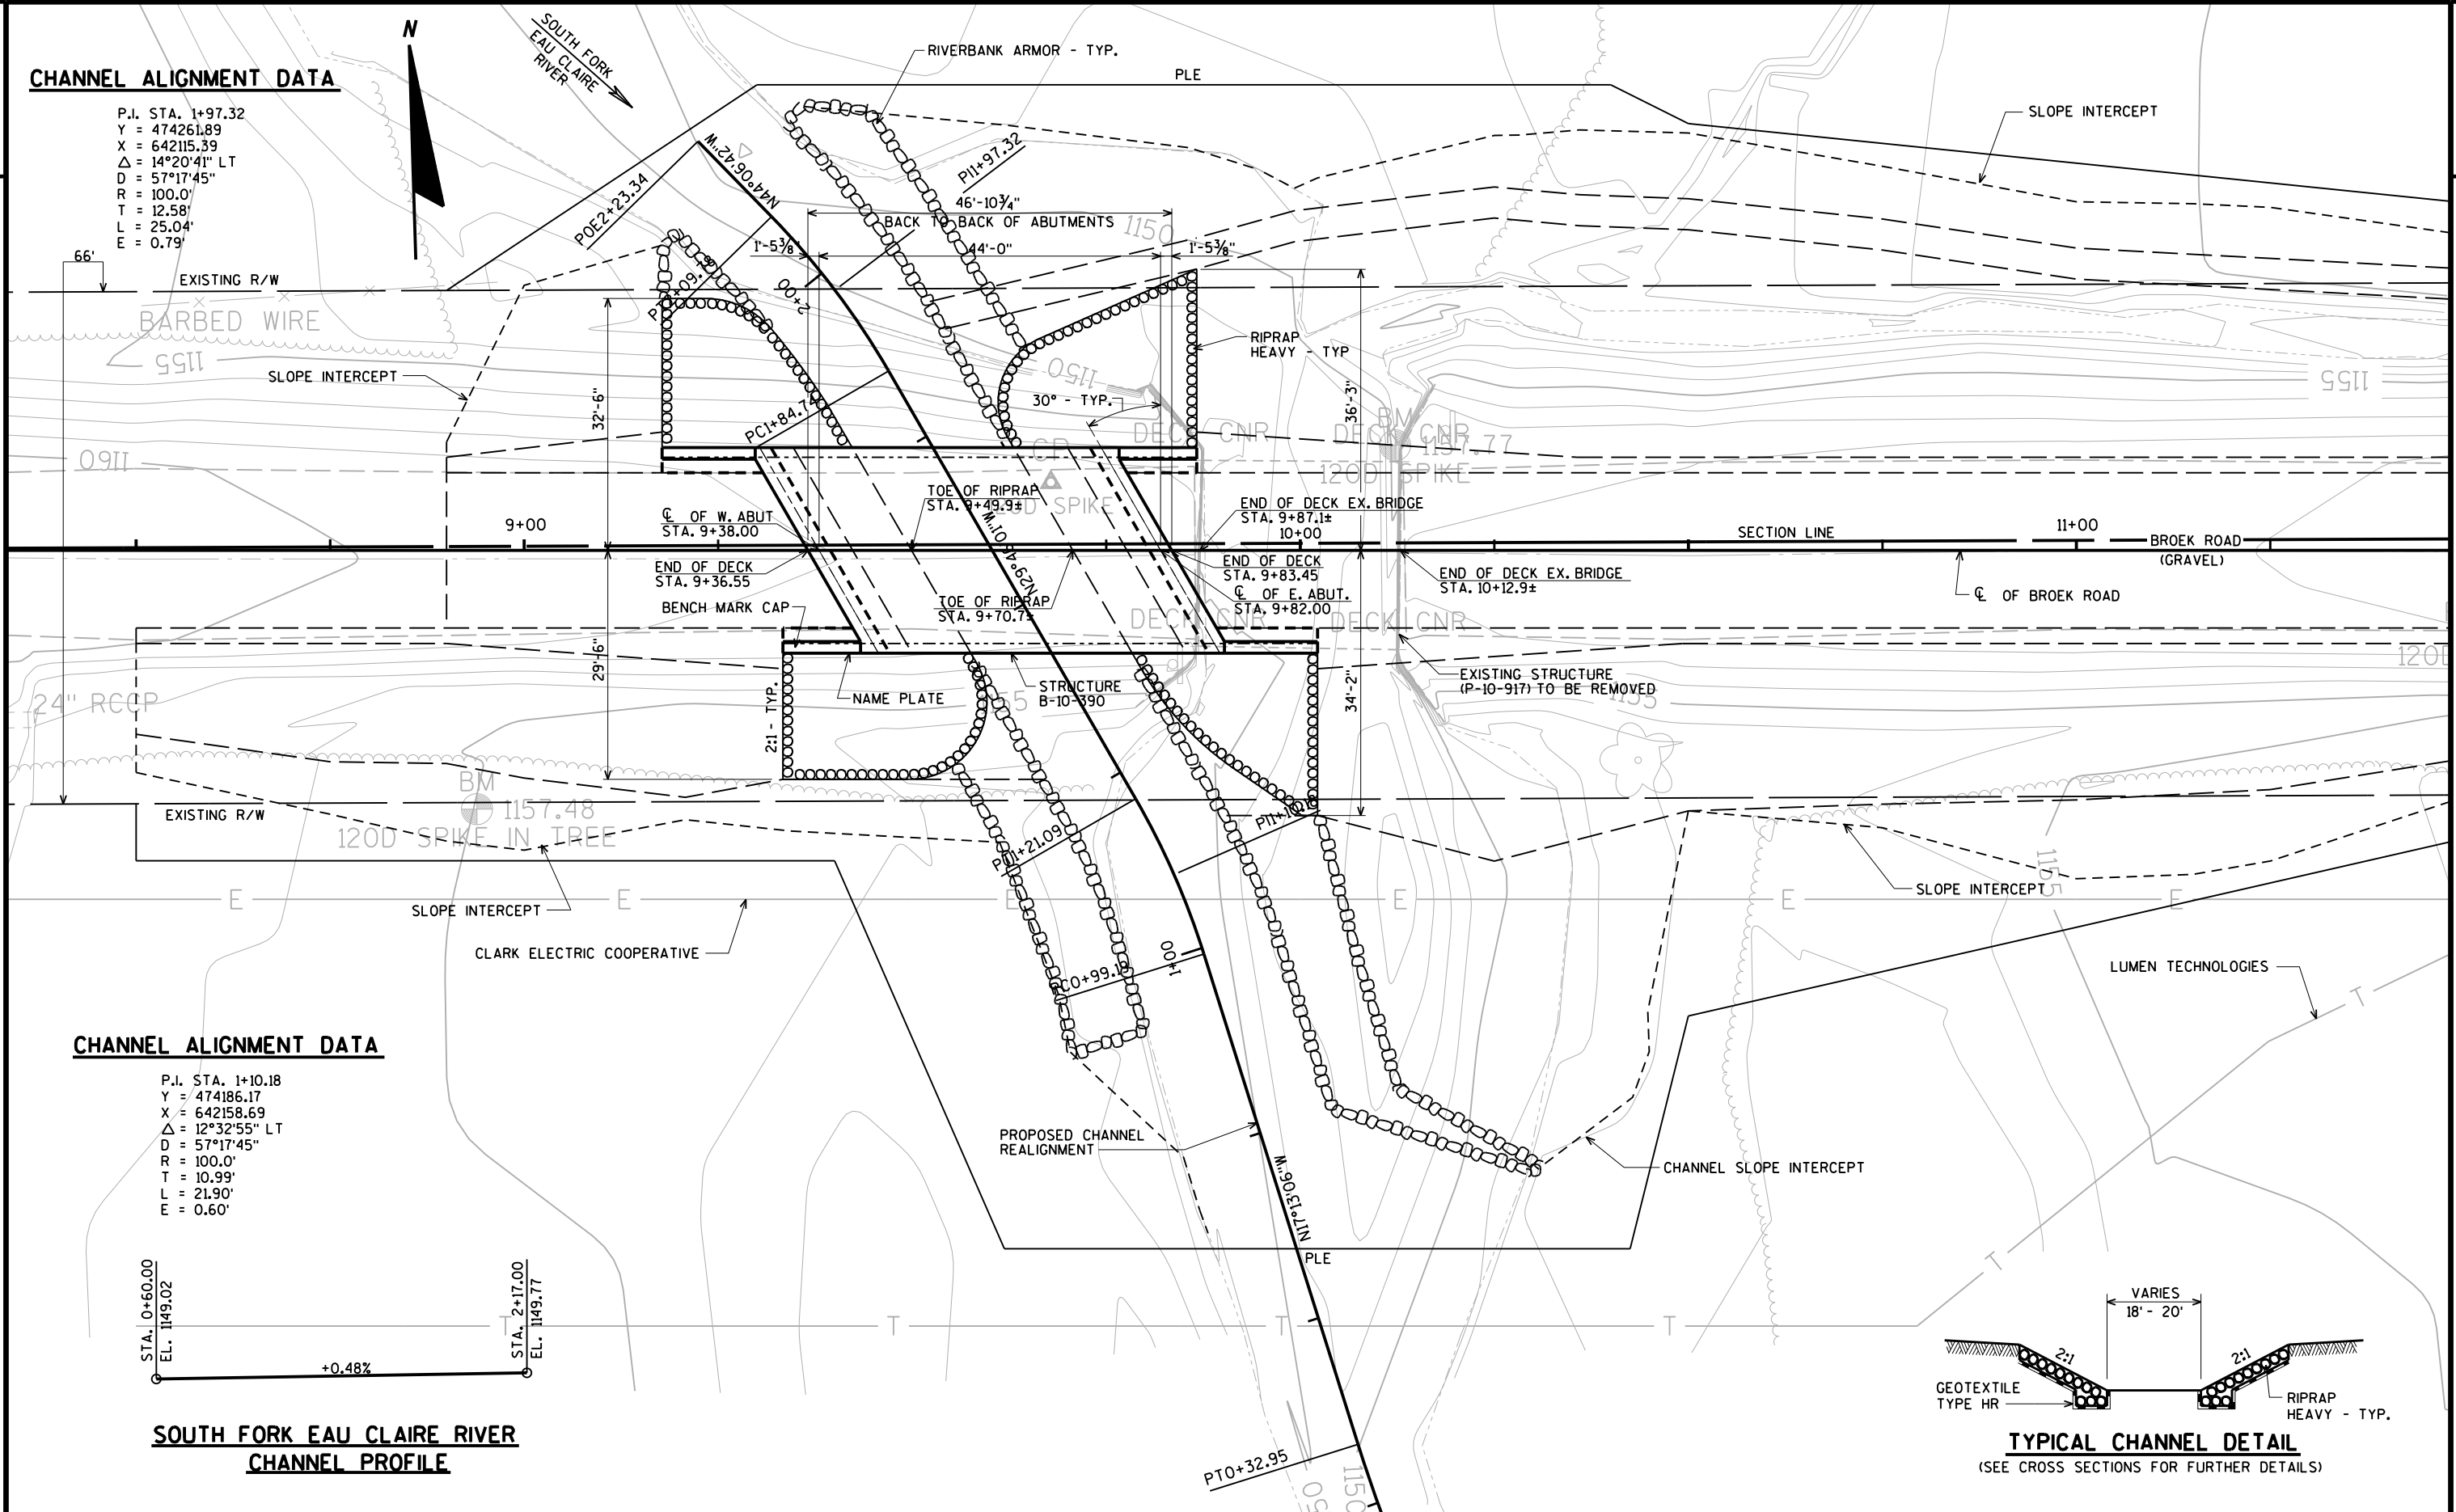 N
SOUTH FORK
EAU CLAIRE
RIVER
RIVERBANK ARMOR - TYP.
PLE
SLOPE INTERCEPT
CHANNEL ALIGNMENT DATA
P.I. STA. 1+97.32
Y = 474261.89
X = 642115.39
△ = 14°20'41" LT
D = 57°17'45"
R = 100.0'
T = 12.58'
L = 25.04'
E = 0.79'
N44°06'42"W
POE2+23.34
PI1+97.32
46'-10¾"
BACK TO BACK OF ABUTMENTS
1'-5⅜"
44'-0"
1'-5⅜"
1150
66'
EXISTING R/W
BARBED WIRE
1155
2+00
RIPRAP
HEAVY - TYP
1150
1155
SLOPE INTERCEPT
32'-6"
36'-3"
30° - TYP.
PC1+84.74
DECK CNR
DECK CNR
BM
1157.77
120D SPIKE
CP
1160
TOE OF RIPRAP
STA. 9+49.9±
SPIKE
9+00
℄ OF W. ABUT
STA. 9+38.00
END OF DECK EX. BRIDGE
STA. 9+87.1±
10+00
SECTION LINE
11+00
BROEK ROAD
(GRAVEL)
END OF DECK
STA. 9+36.55
N29°45'01"W
END OF DECK
STA. 9+83.45
℄ OF E. ABUT.
STA. 9+82.00
END OF DECK EX. BRIDGE
STA. 10+12.9±
℄ OF BROEK ROAD
BENCH MARK CAP
TOE OF RIPRAP
STA. 9+70.7±
DECK CNR
DECK CNR
29'-6"
34'-2"
2:1 - TYP.
NAME PLATE
STRUCTURE
B-10-390
EXISTING STRUCTURE
(P-10-917) TO BE REMOVED
1155
24" RCCP
BM
1157.48
120D SPIKE IN TREE
EXISTING R/W
PI1+10.18
1+21.09
1155
SLOPE INTERCEPT
SLOPE INTERCEPT
E
E
E
E
E
E
CLARK ELECTRIC COOPERATIVE
1+00
LUMEN TECHNOLOGIES
T
CHANNEL ALIGNMENT DATA
P.I. STA. 1+10.18
Y = 474186.17
X = 642158.69
△ = 12°32'55" LT
D = 57°17'45"
R = 100.0'
T = 10.99'
L = 21.90'
E = 0.60'
PROPOSED CHANNEL
REALIGNMENT
CHANNEL SLOPE INTERCEPT
N17°13'06"W
PLE
T
STA. 0+60.00
EL. 1149.02
STA. 2+17.00
EL. 1149.77
+0.48%
T
T
T
T
SOUTH FORK EAU CLAIRE RIVER
CHANNEL PROFILE
PT0+32.95
1150
VARIES
18' - 20'
2:1
2:1
GEOTEXTILE
TYPE HR
RIPRAP
HEAVY - TYP.
TYPICAL CHANNEL DETAIL
(SEE CROSS SECTIONS FOR FURTHER DETAILS)